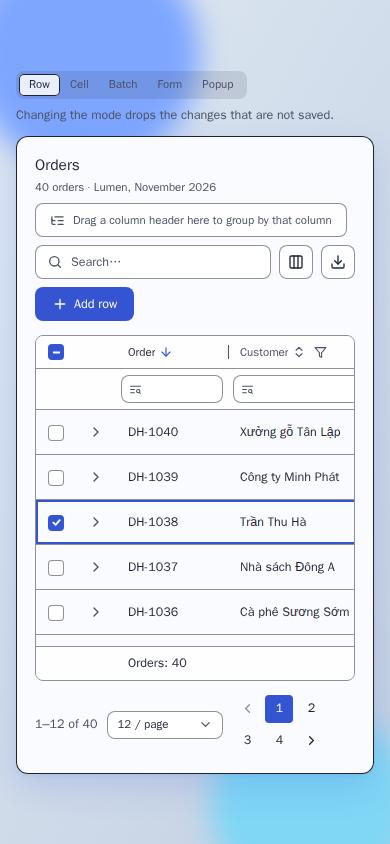 Row Cell Batch Form Popup
Changing the mode drops the changes that are not saved.
Orders
40 orders · Lumen, November 2026
Drag a column header here to group by that column
Search⋯
Add row
Order Customer
DH-1040 Xưởng gỗ Tân Lập
DH-1039 Công ty Minh Phát
DH-1038 Trần Thu Hà
DH-1037 Nhà sách Đông A
DH-1036 Cà phê Sương Sớm
Orders: 40
1–12 of 40 12 / page 1 2
3 4